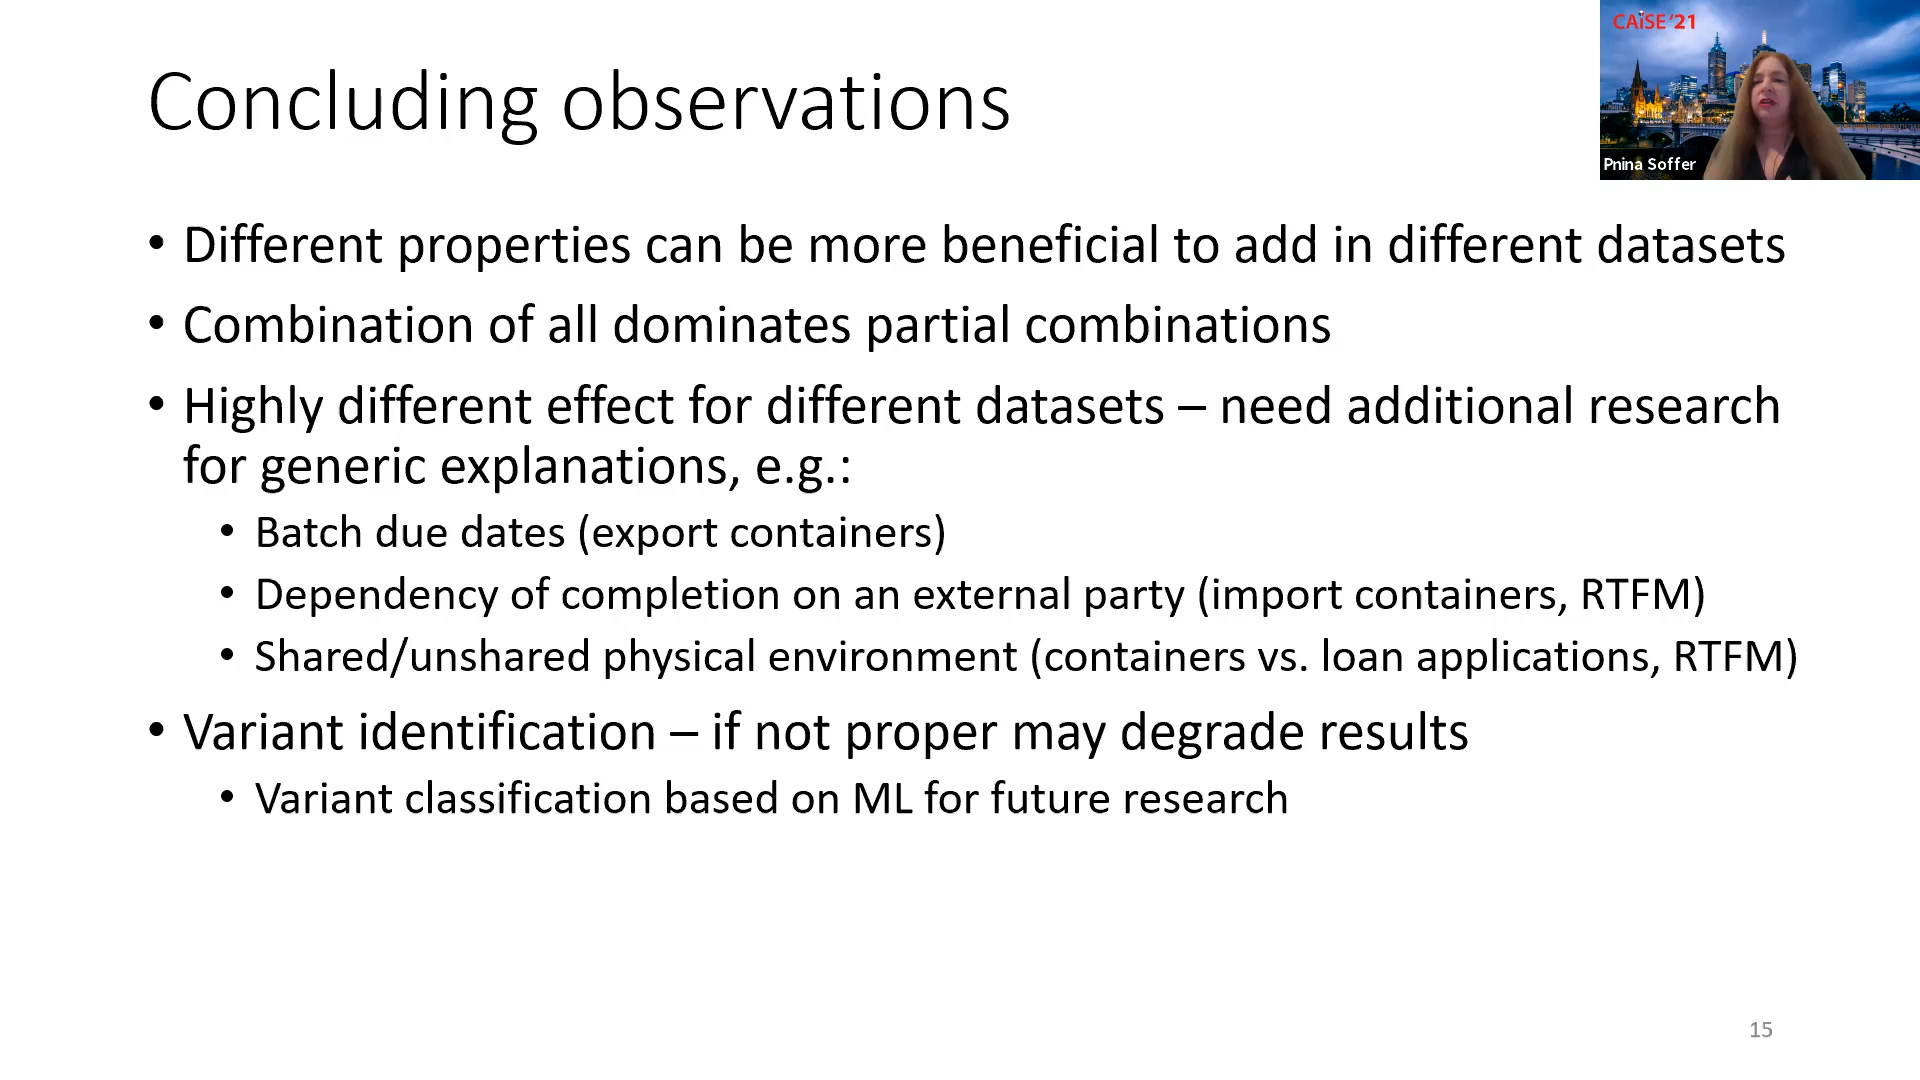 CAiSE '21
Pnina Soffer
Concluding observations
• Different properties can be more beneficial to add in different datasets
• Combination of all dominates partial combinations
• Highly different effect for different datasets – need additional research
for generic explanations, e.g.:
• Batch due dates (export containers)
• Dependency of completion on an external party (import containers, RTFM)
• Shared/unshared physical environment (containers vs. loan applications, RTFM)
• Variant identification – if not proper may degrade results
• Variant classification based on ML for future research
15